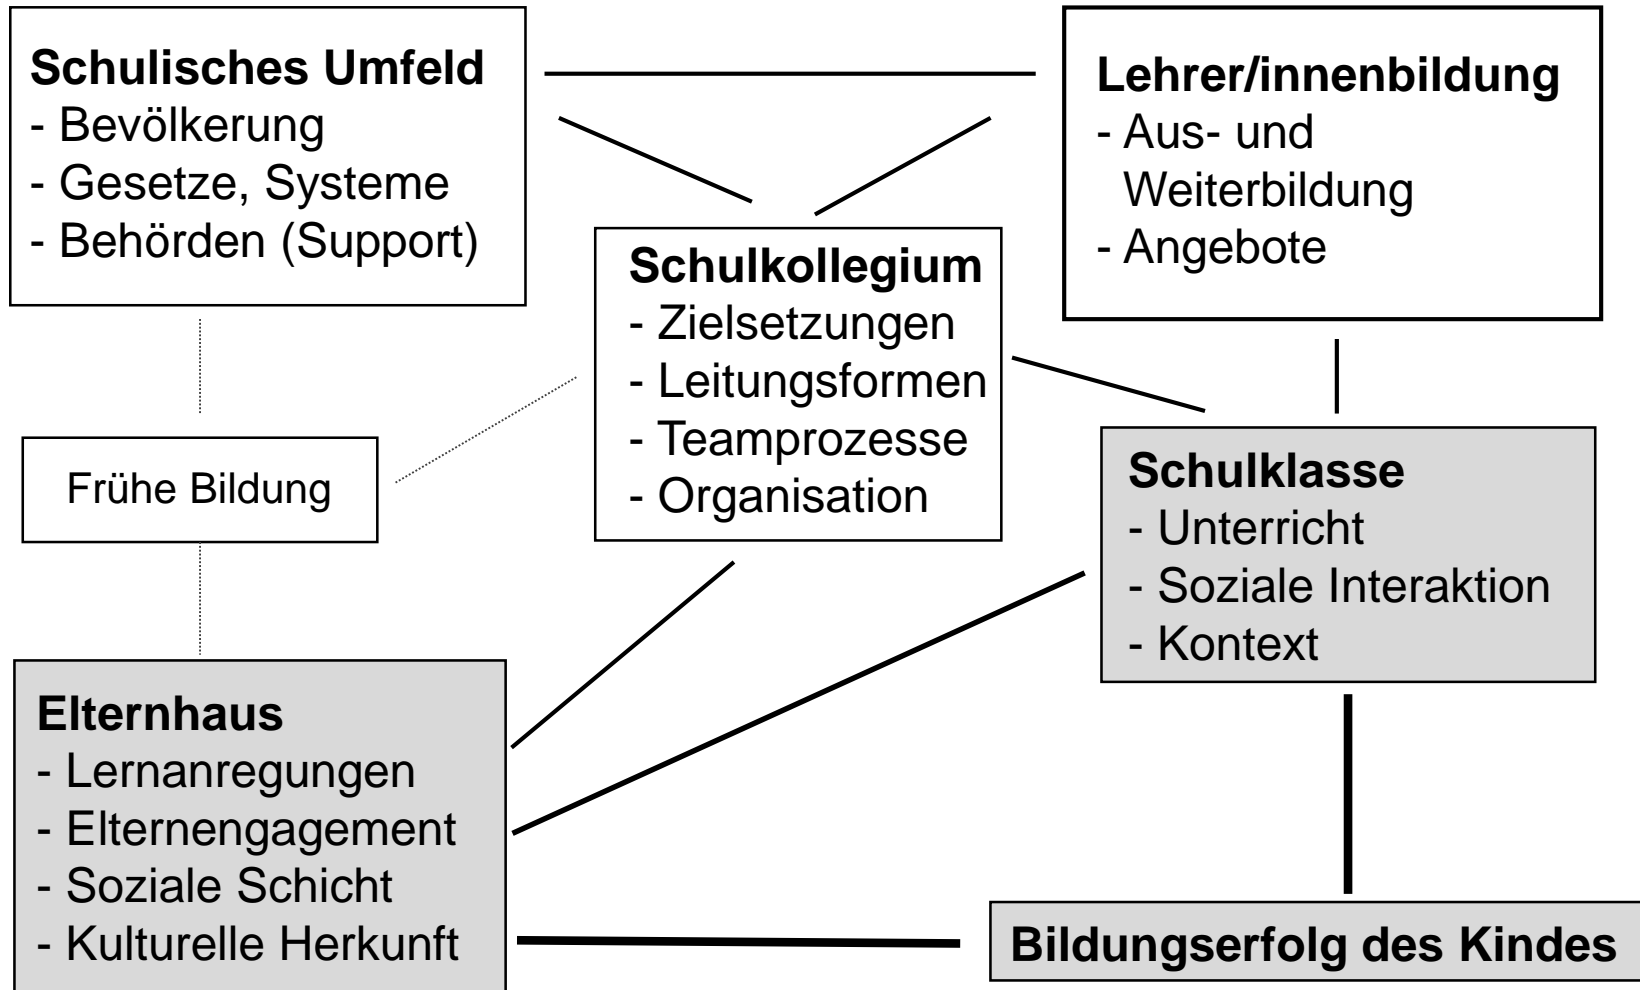 Schulisches Umfeld
- Bevölkerung
- Gesetze, Systeme
- Behörden (Support)
Lehrer/innenbildung
- Aus- und
Weiterbildung
- Angebote
Schulkollegium
- Zielsetzungen
- Leitungsformen
- Teamprozesse
- Organisation
Frühe Bildung
Schulklasse
- Unterricht
- Soziale Interaktion
- Kontext
Elternhaus
- Lernanregungen
- Elternengagement
- Soziale Schicht
- Kulturelle Herkunft
Bildungserfolg des Kindes